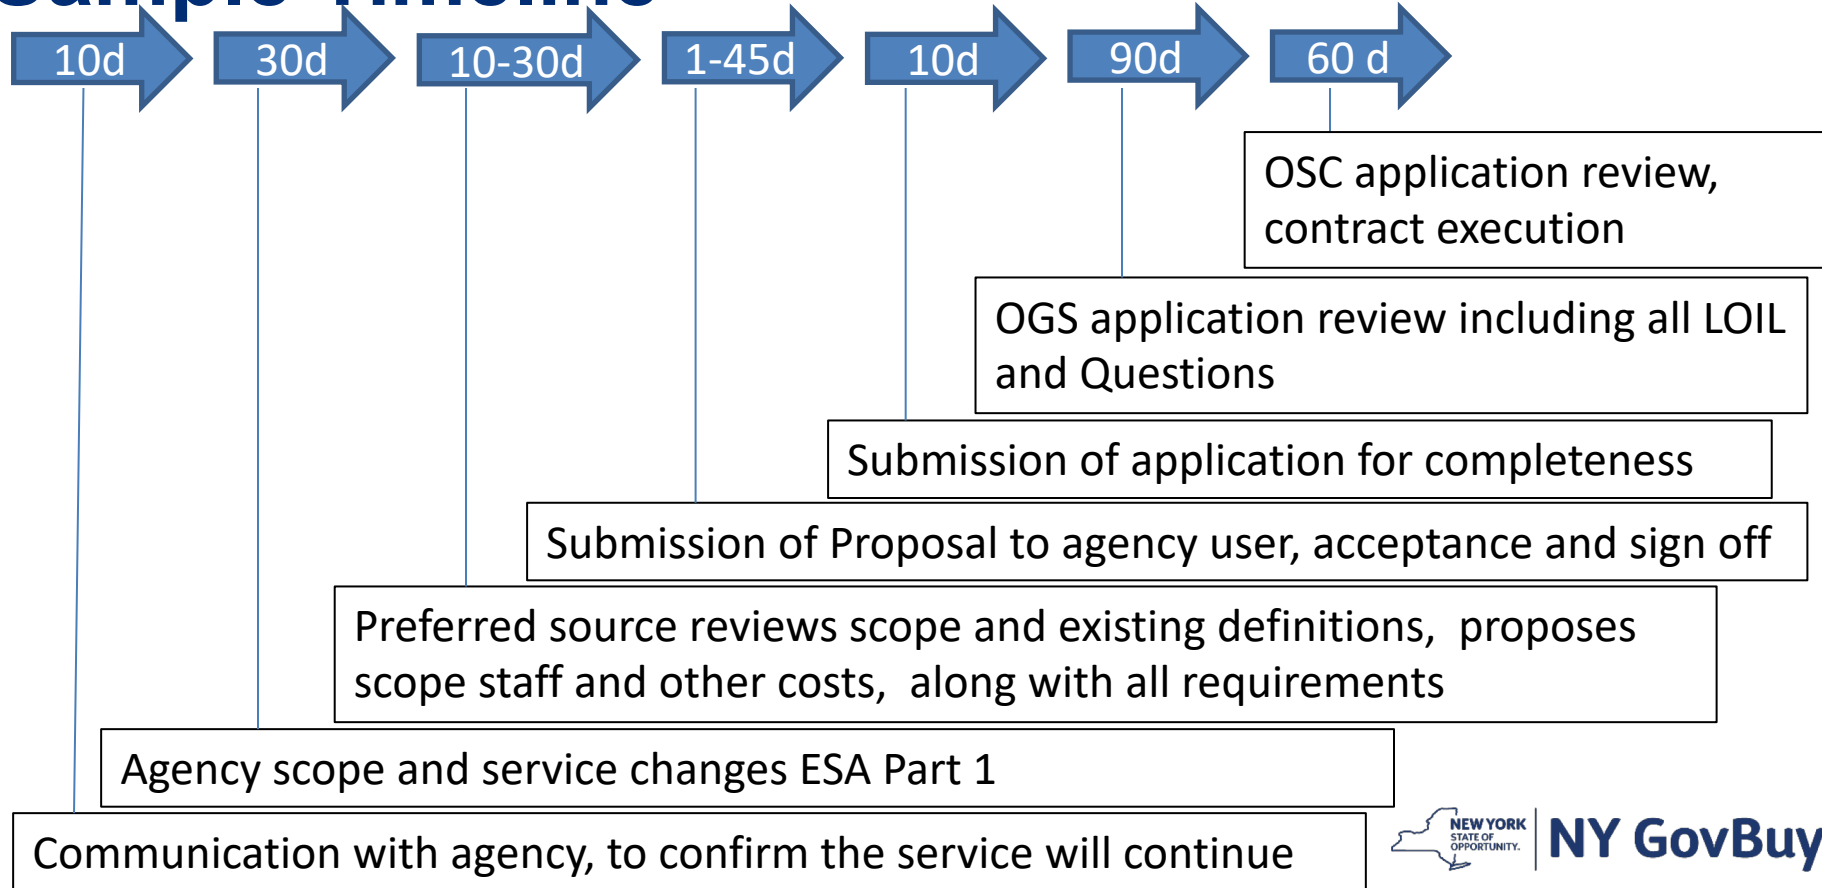 Sample Timeline
10d
30d
10-30d
1-45d
10d
90d
60 d
OSC application review,
contract execution
OGS application review including all LOIL
and Questions
Submission of application for completeness
Submission of Proposal to agency user, acceptance and sign off
Preferred source reviews scope and existing definitions,  proposes
scope staff and other costs,  along with all requirements
Agency scope and service changes ESA Part 1
Communication with agency, to confirm the service will continue
NEW YORK
STATE OF
OPPORTUNITY.
NY GovBuy